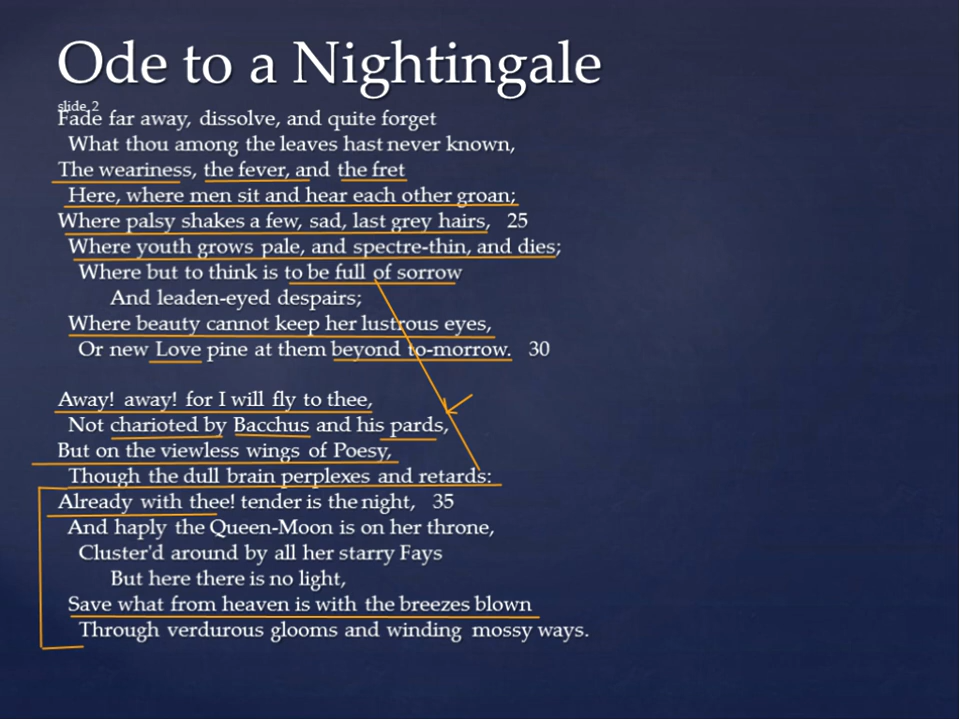 Ode to a Nightingale
slide 2
Fade far away, dissolve, and quite forget
What thou among the leaves hast never known,
The weariness, the fever, and the fret
Here, where men sit and hear each other groan;
Where palsy shakes a few, sad, last grey hairs, 25
Where youth grows pale, and spectre-thin, and dies;
Where but to think is to be full of sorrow
And leaden-eyed despairs;
Where beauty cannot keep her lustrous eyes,
Or new Love pine at them beyond to-morrow. 30
Away! away! for I will fly to thee,
Not charioted by Bacchus and his pards,
But on the viewless wings of Poesy,
Though the dull brain perplexes and retards:
Already with thee! tender is the night, 35
And haply the Queen-Moon is on her throne,
Cluster'd around by all her starry Fays
But here there is no light,
Save what from heaven is with the breezes blown
Through verdurous glooms and winding mossy ways.